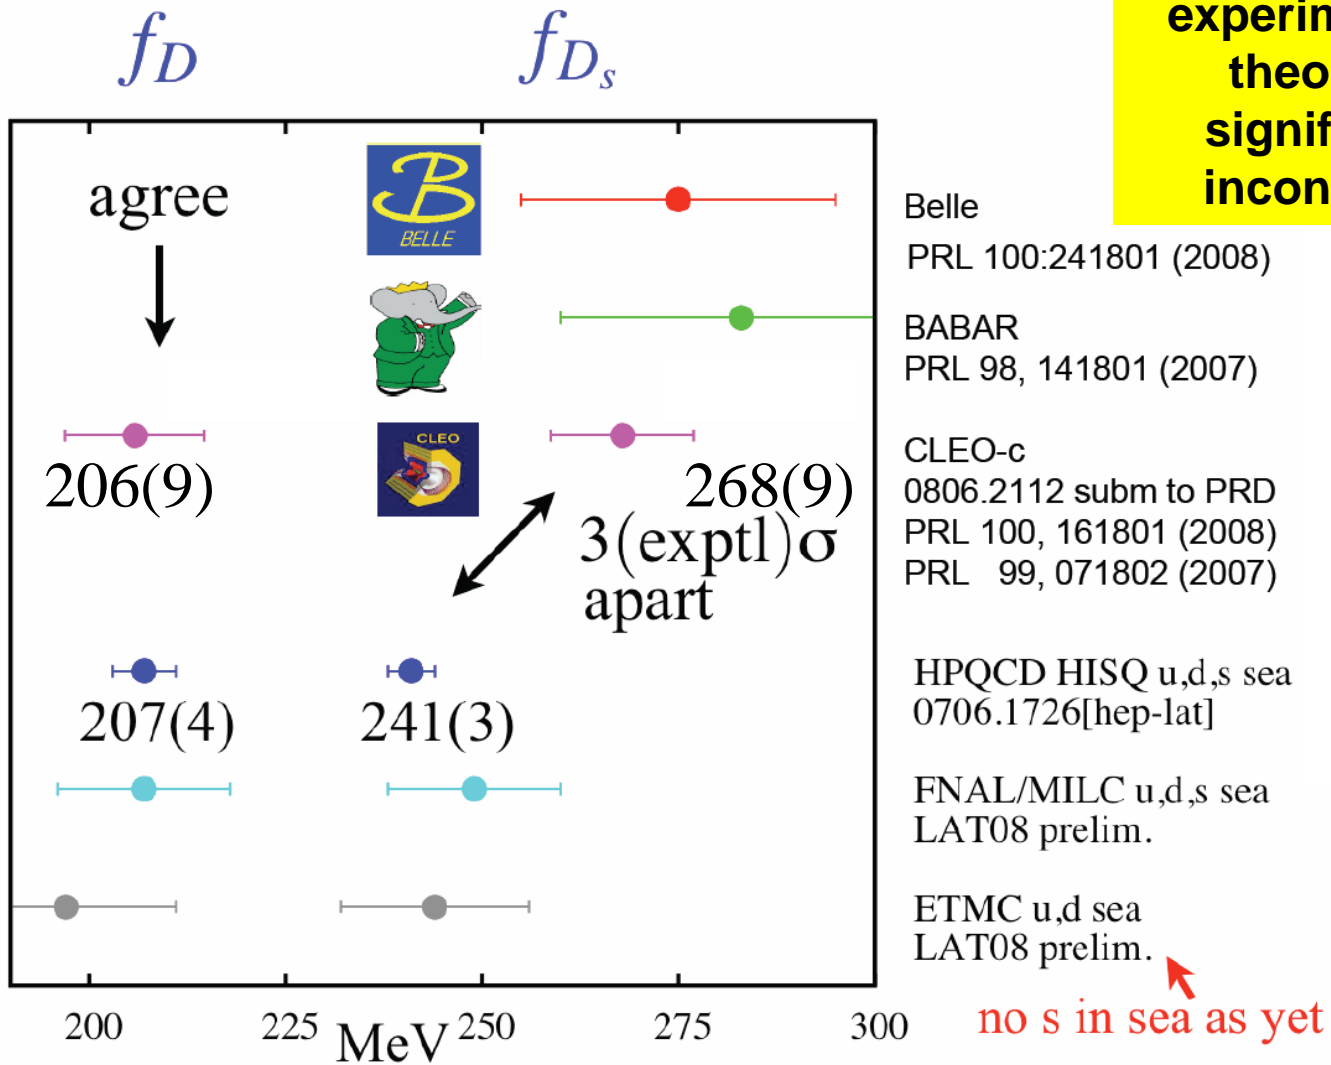 f_D
f_{D_s}
agree
BELLE
CLEO
206(9)
268(9)
3(exptl)σ
apart
207(4)
241(3)
200
225
MeV
250
275
300
Belle
PRL 100:241801 (2008)
BABAR
PRL 98, 141801 (2007)
CLEO-c
0806.2112 subm to PRD
PRL 100, 161801 (2008)
PRL 99, 071802 (2007)
HPQCD HISQ u,d,s sea
0706.1726[hep-lat]
FNAL/MILC u,d,s sea
LAT08 prelim.
ETMC u,d sea
LAT08 prelim.
no s in sea as yet